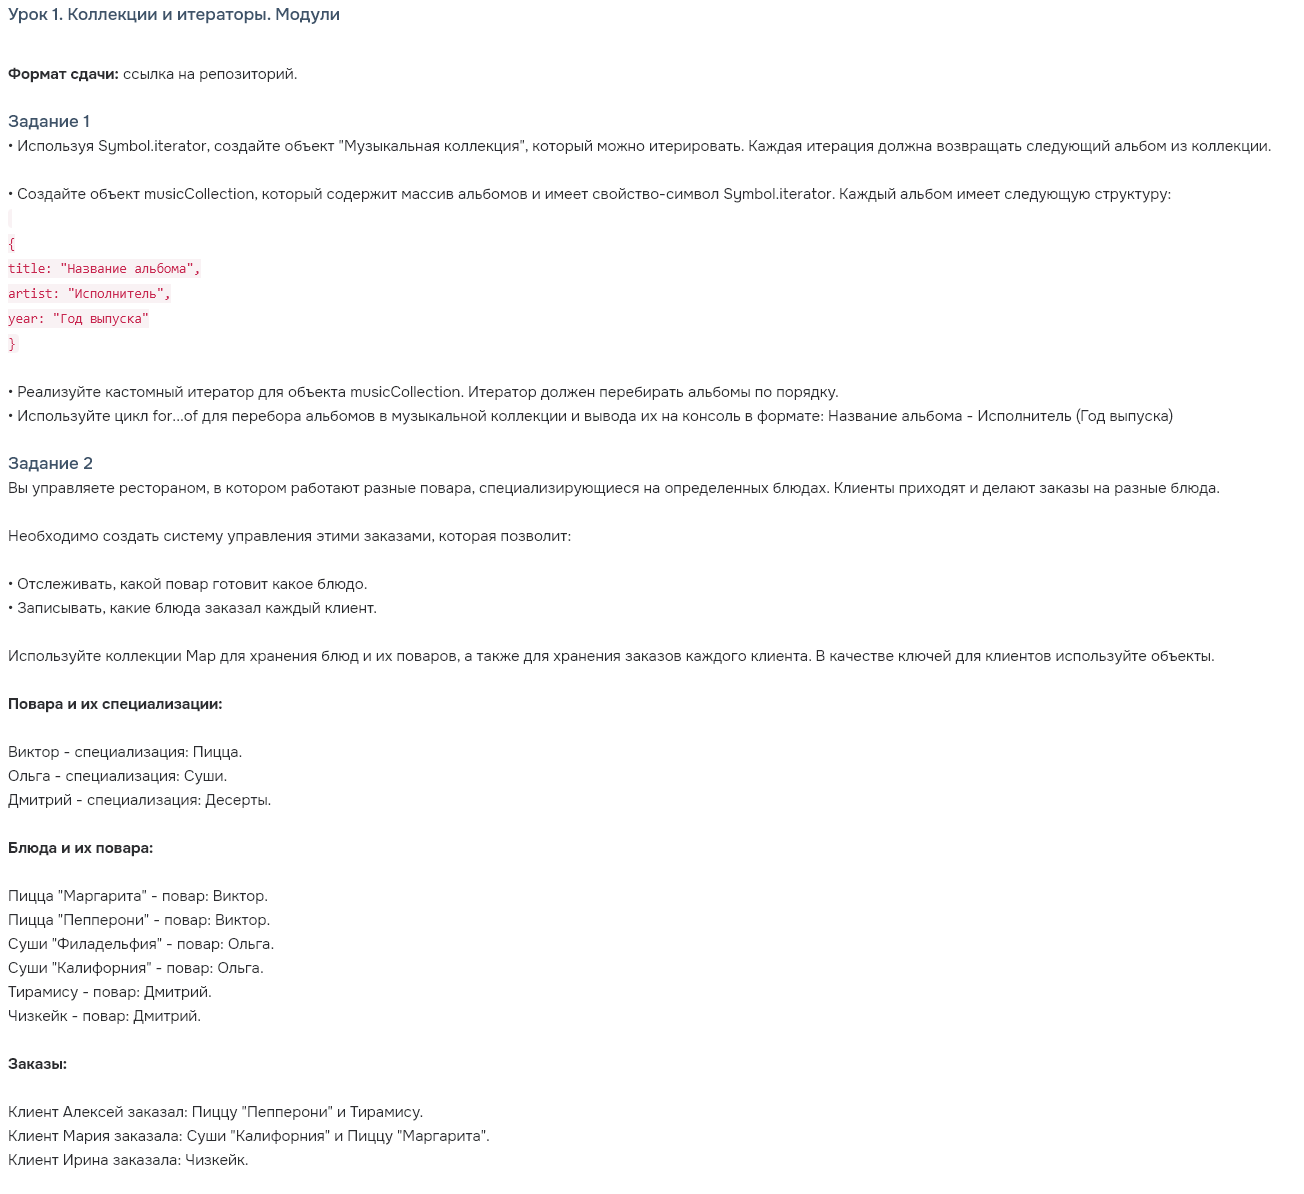 Урок 1. Коллекции и итераторы. Модули
Формат сдачи: ссылка на репозиторий.
Задание 1
• Используя Symbol.iterator, создайте объект "Музыкальная коллекция", который можно итерировать. Каждая итерация должна возвращать следующий альбом из коллекции.
• Создайте объект musicCollection, который содержит массив альбомов и имеет свойство-символ Symbol.iterator. Каждый альбом имеет следующую структуру:
{
title: "Название альбома",
artist: "Исполнитель",
year: "Год выпуска"
}
• Реализуйте кастомный итератор для объекта musicCollection. Итератор должен перебирать альбомы по порядку.
• Используйте цикл for...of для перебора альбомов в музыкальной коллекции и вывода их на консоль в формате: Название альбома - Исполнитель (Год выпуска)
Задание 2
Вы управляете рестораном, в котором работают разные повара, специализирующиеся на определенных блюдах. Клиенты приходят и делают заказы на разные блюда.
Необходимо создать систему управления этими заказами, которая позволит:
• Отслеживать, какой повар готовит какое блюдо.
• Записывать, какие блюда заказал каждый клиент.
Используйте коллекции Map для хранения блюд и их поваров, а также для хранения заказов каждого клиента. В качестве ключей для клиентов используйте объекты.
Повара и их специализации:
Виктор - специализация: Пицца.
Ольга - специализация: Суши.
Дмитрий - специализация: Десерты.
Блюда и их повара:
Пицца "Маргарита" - повар: Виктор.
Пицца "Пепперони" - повар: Виктор.
Суши "Филадельфия" - повар: Ольга.
Суши "Калифорния" - повар: Ольга.
Тирамису - повар: Дмитрий.
Чизкейк - повар: Дмитрий.
Заказы:
Клиент Алексей заказал: Пиццу "Пепперони" и Тирамису.
Клиент Мария заказала: Суши "Калифорния" и Пиццу "Маргарита".
Клиент Ирина заказала: Чизкейк.